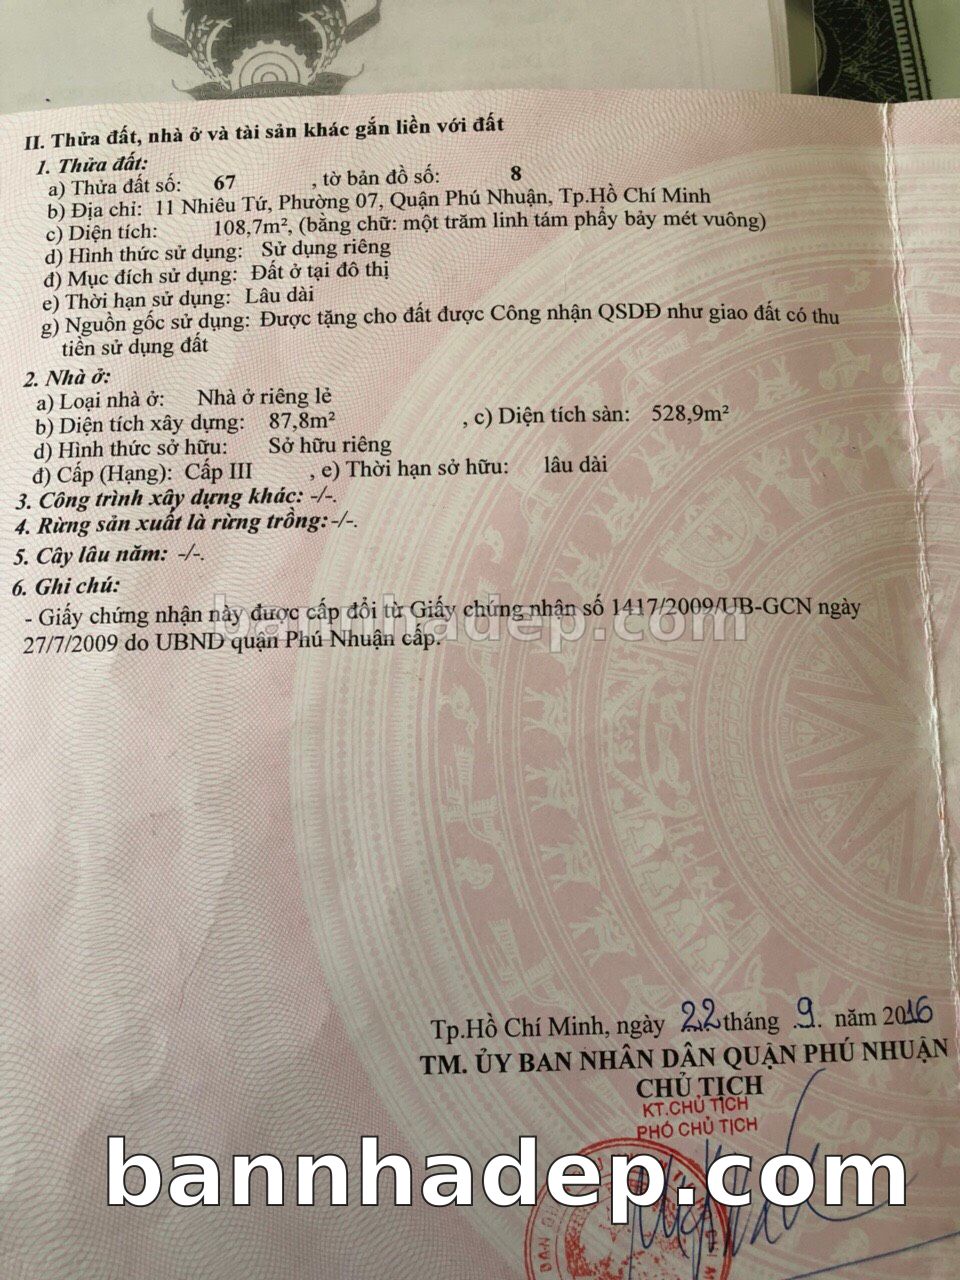 II. Thửa đất, nhà ở và tài sản khác gắn liền với đất
1. Thửa đất:
a) Thửa đất số: 67 , tờ bản đồ số: 8
b) Địa chỉ: 11 Nhiêu Tứ, Phường 07, Quận Phú Nhuận, Tp.Hồ Chí Minh
c) Diện tích: 108,7m², (bằng chữ: một trăm linh tám phẩy bảy mét vuông)
d) Hình thức sử dụng: Sử dụng riêng
đ) Mục đích sử dụng: Đất ở tại đô thị
e) Thời hạn sử dụng: Lâu dài
g) Nguồn gốc sử dụng: Được tặng cho đất được Công nhận QSDĐ như giao đất có thu
tiền sử dụng đất
2. Nhà ở:
a) Loại nhà ở: Nhà ở riêng lẻ
b) Diện tích xây dựng: 87,8m² , c) Diện tích sàn: 528,9m²
d) Hình thức sở hữu: Sở hữu riêng
đ) Cấp (Hạng): Cấp III , e) Thời hạn sở hữu: lâu dài
3. Công trình xây dựng khác: -/-.
4. Rừng sản xuất là rừng trồng: -/-.
5. Cây lâu năm: -/-.
6. Ghi chú:
- Giấy chứng nhận này được cấp đổi từ Giấy chứng nhận số 1417/2009/UB-GCN ngày
27/7/2009 do UBND quận Phú Nhuận cấp.
bannhadep.com
Tp.Hồ Chí Minh, ngày 22 tháng .9. năm 2016
TM. ỦY BAN NHÂN DÂN QUẬN PHÚ NHUẬN
CHỦ TỊCH
KT.CHỦ TỊCH
PHÓ CHỦ TỊCH
bannhadep.com